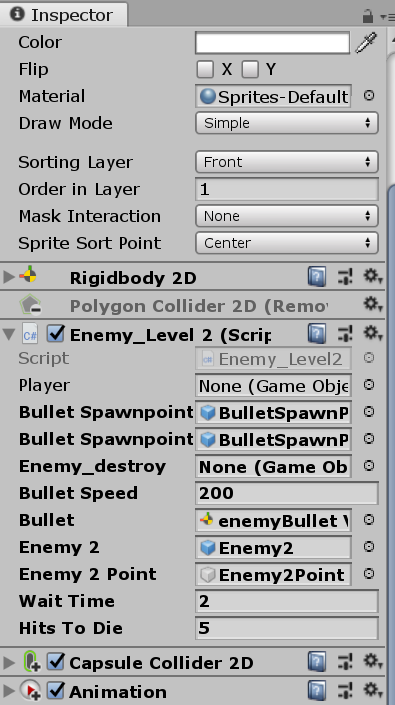 Inspector
Color
Flip X Y
Material Sprites-Default
Draw Mode Simple
Sorting Layer Front
Order in Layer 1
Mask Interaction None
Sprite Sort Point Center
Rigidbody 2D
Polygon Collider 2D (Remov
C# Enemy_Level 2 (Scrip
Script C# Enemy_Level2
Player None (Game Obje
Bullet Spawnpoint BulletSpawnP
Bullet Spawnpoint BulletSpawnP
Enemy_destroy None (Game Ob
Bullet Speed 200
Bullet enemyBullet V
Enemy 2 Enemy2
Enemy 2 Point Enemy2Point
Wait Time 2
Hits To Die 5
Capsule Collider 2D
Animation